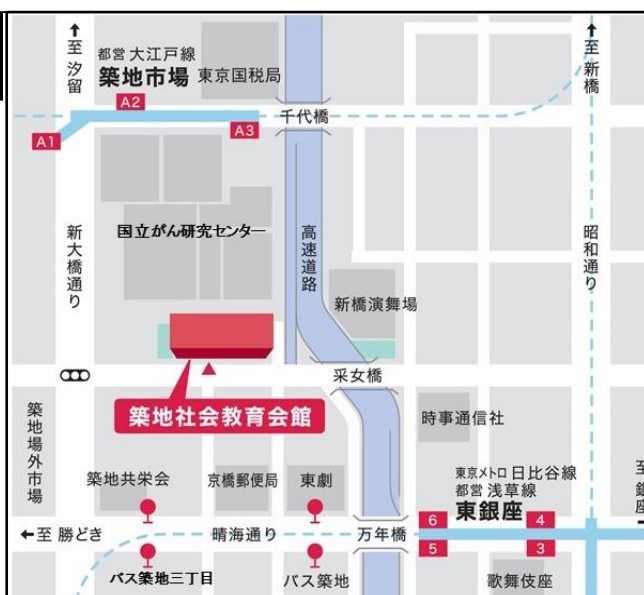 ↑至 汐留
都営 大江戸線
築地市場
東京国税局
A2
A1
A3
千代橋
↑至 新橋
新大橋通り
国立がん研究センター
高速道路
新橋演舞場
昭和通り
采女橋
築地社会教育会館
築地場外市場
時事通信社
築地共栄会
京橋郵便局
東劇
東京メトロ 日比谷線
都営 浅草線
東銀座
至 銀座
6
4
←至 勝どき
晴海通り
万年橋
5
3
バス築地三丁目
バス築地
歌舞伎座